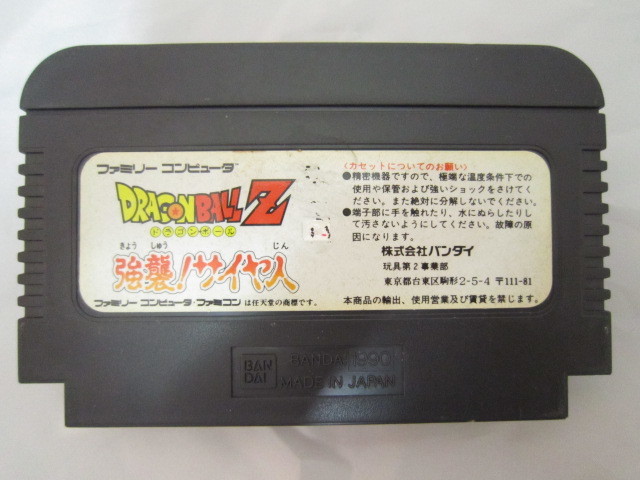 ファミリー コンピュータ™
DRAGON BALL Z
ドラゴンボール
きょう しゅう じん
強襲!サイヤ人
ファミリー コンピュータ・ファミコン は任天堂の商標です。
〈カセットについてのお願い〉
●精密機器ですので、極端な温度条件下での
使用や保管および強いショックをさけてく
ださい。また絶対に分解しないでください。
●端子部に手を触れたり、水にぬらしたりし
て汚さないようにしてください。故障の原
因になります。
株式会社バンダイ
玩具第2事業部
東京都台東区駒形2-5-4 〒111-81
本商品の輸出、使用営業及び賃貸を禁じます。
BAN
DAI
BANDAI 1990
MADE IN JAPAN